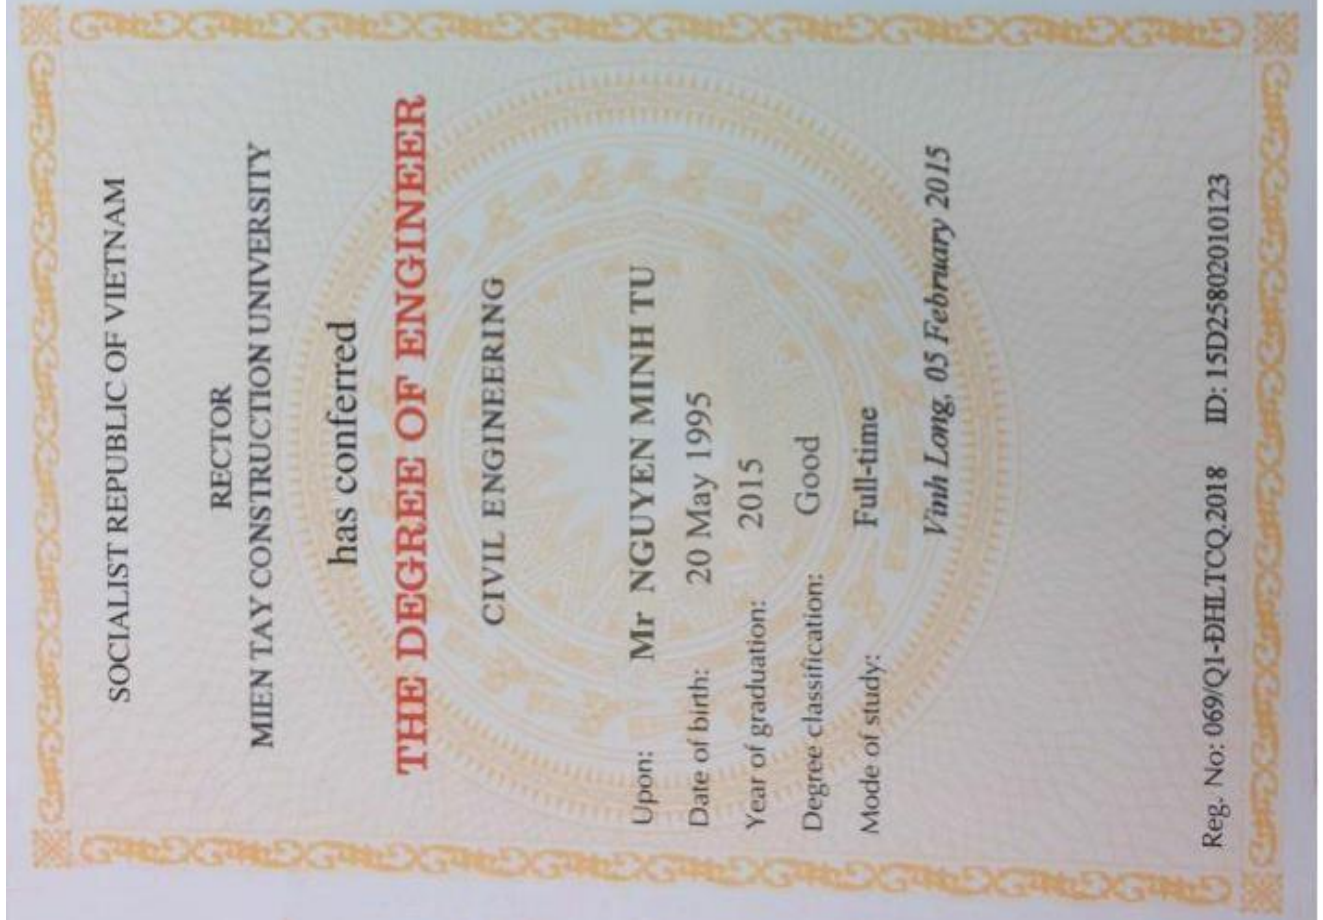 SOCIALIST REPUBLIC OF VIETNAM
RECTOR
MIEN TAY CONSTRUCTION UNIVERSITY
has conferred
THE DEGREE OF ENGINEER
CIVIL ENGINEERING
Upon: Mr NGUYEN MINH TU
Date of birth: 20 May 1995
Year of graduation: 2015
Degree classification: Good
Mode of study: Full-time
Vinh Long, 05 February 2015
Reg. No: 069/Q1-ĐHLTCQ.2018 ID: 15D25802010123